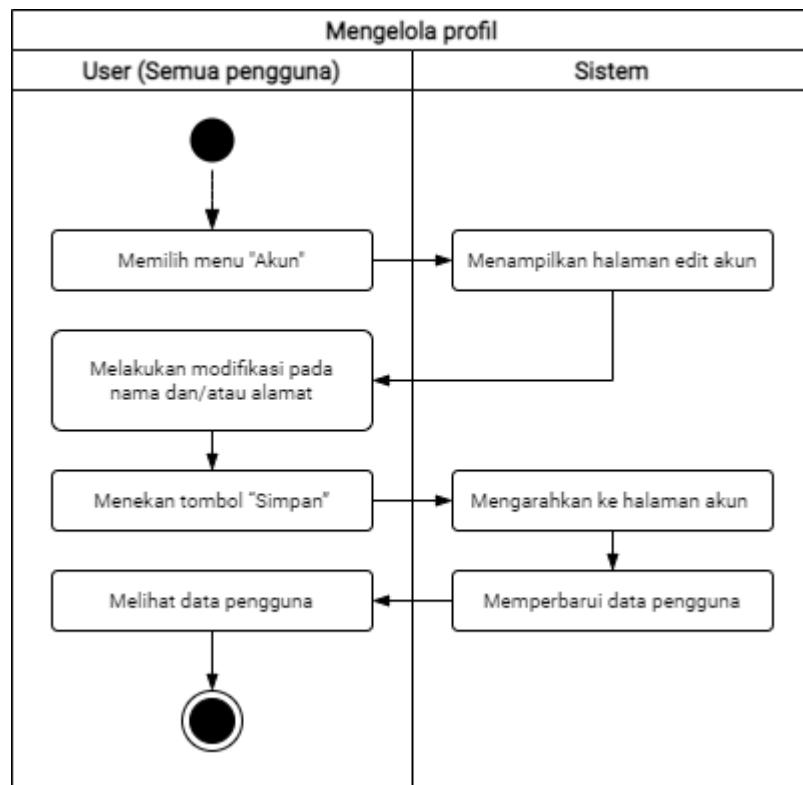 Mengelola profil
User (Semua pengguna)
Sistem
Memilih menu "Akun"
Menampilkan halaman edit akun
Melakukan modifikasi pada
nama dan/atau alamat
Menekan tombol “Simpan”
Mengarahkan ke halaman akun
Melihat data pengguna
Memperbarui data pengguna